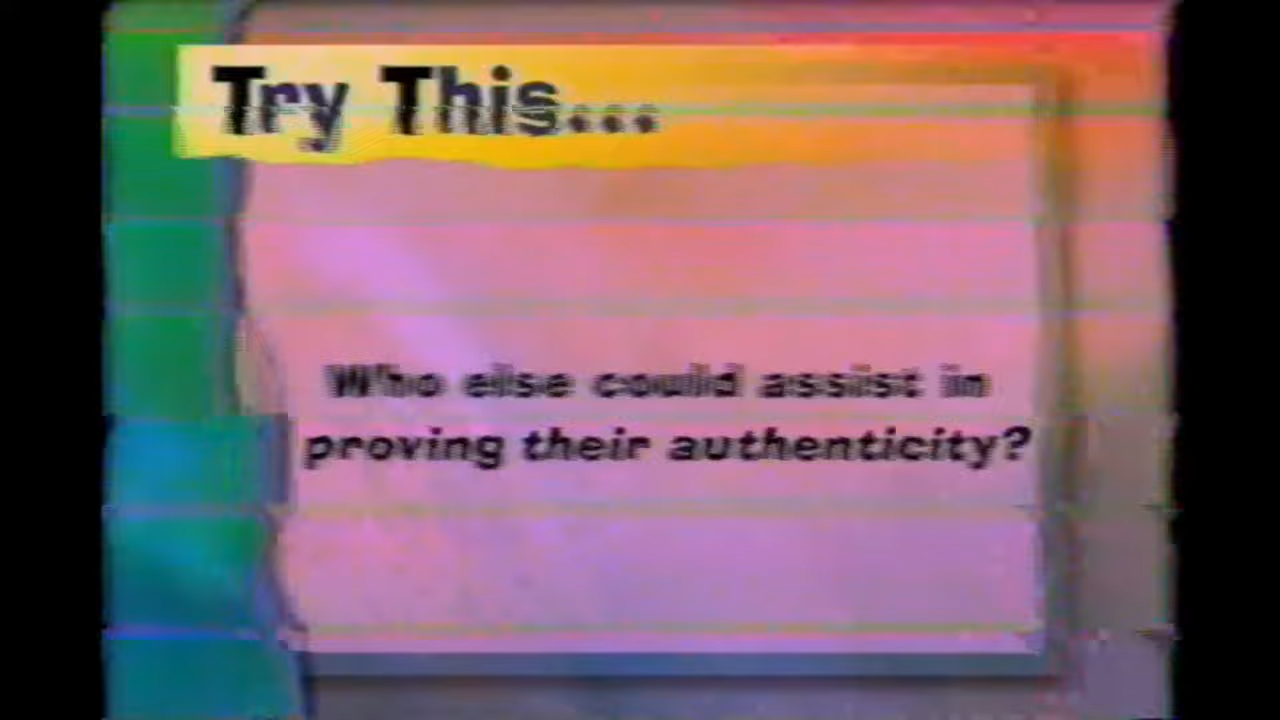 Try This...
Who else could assist in
proving their authenticity?